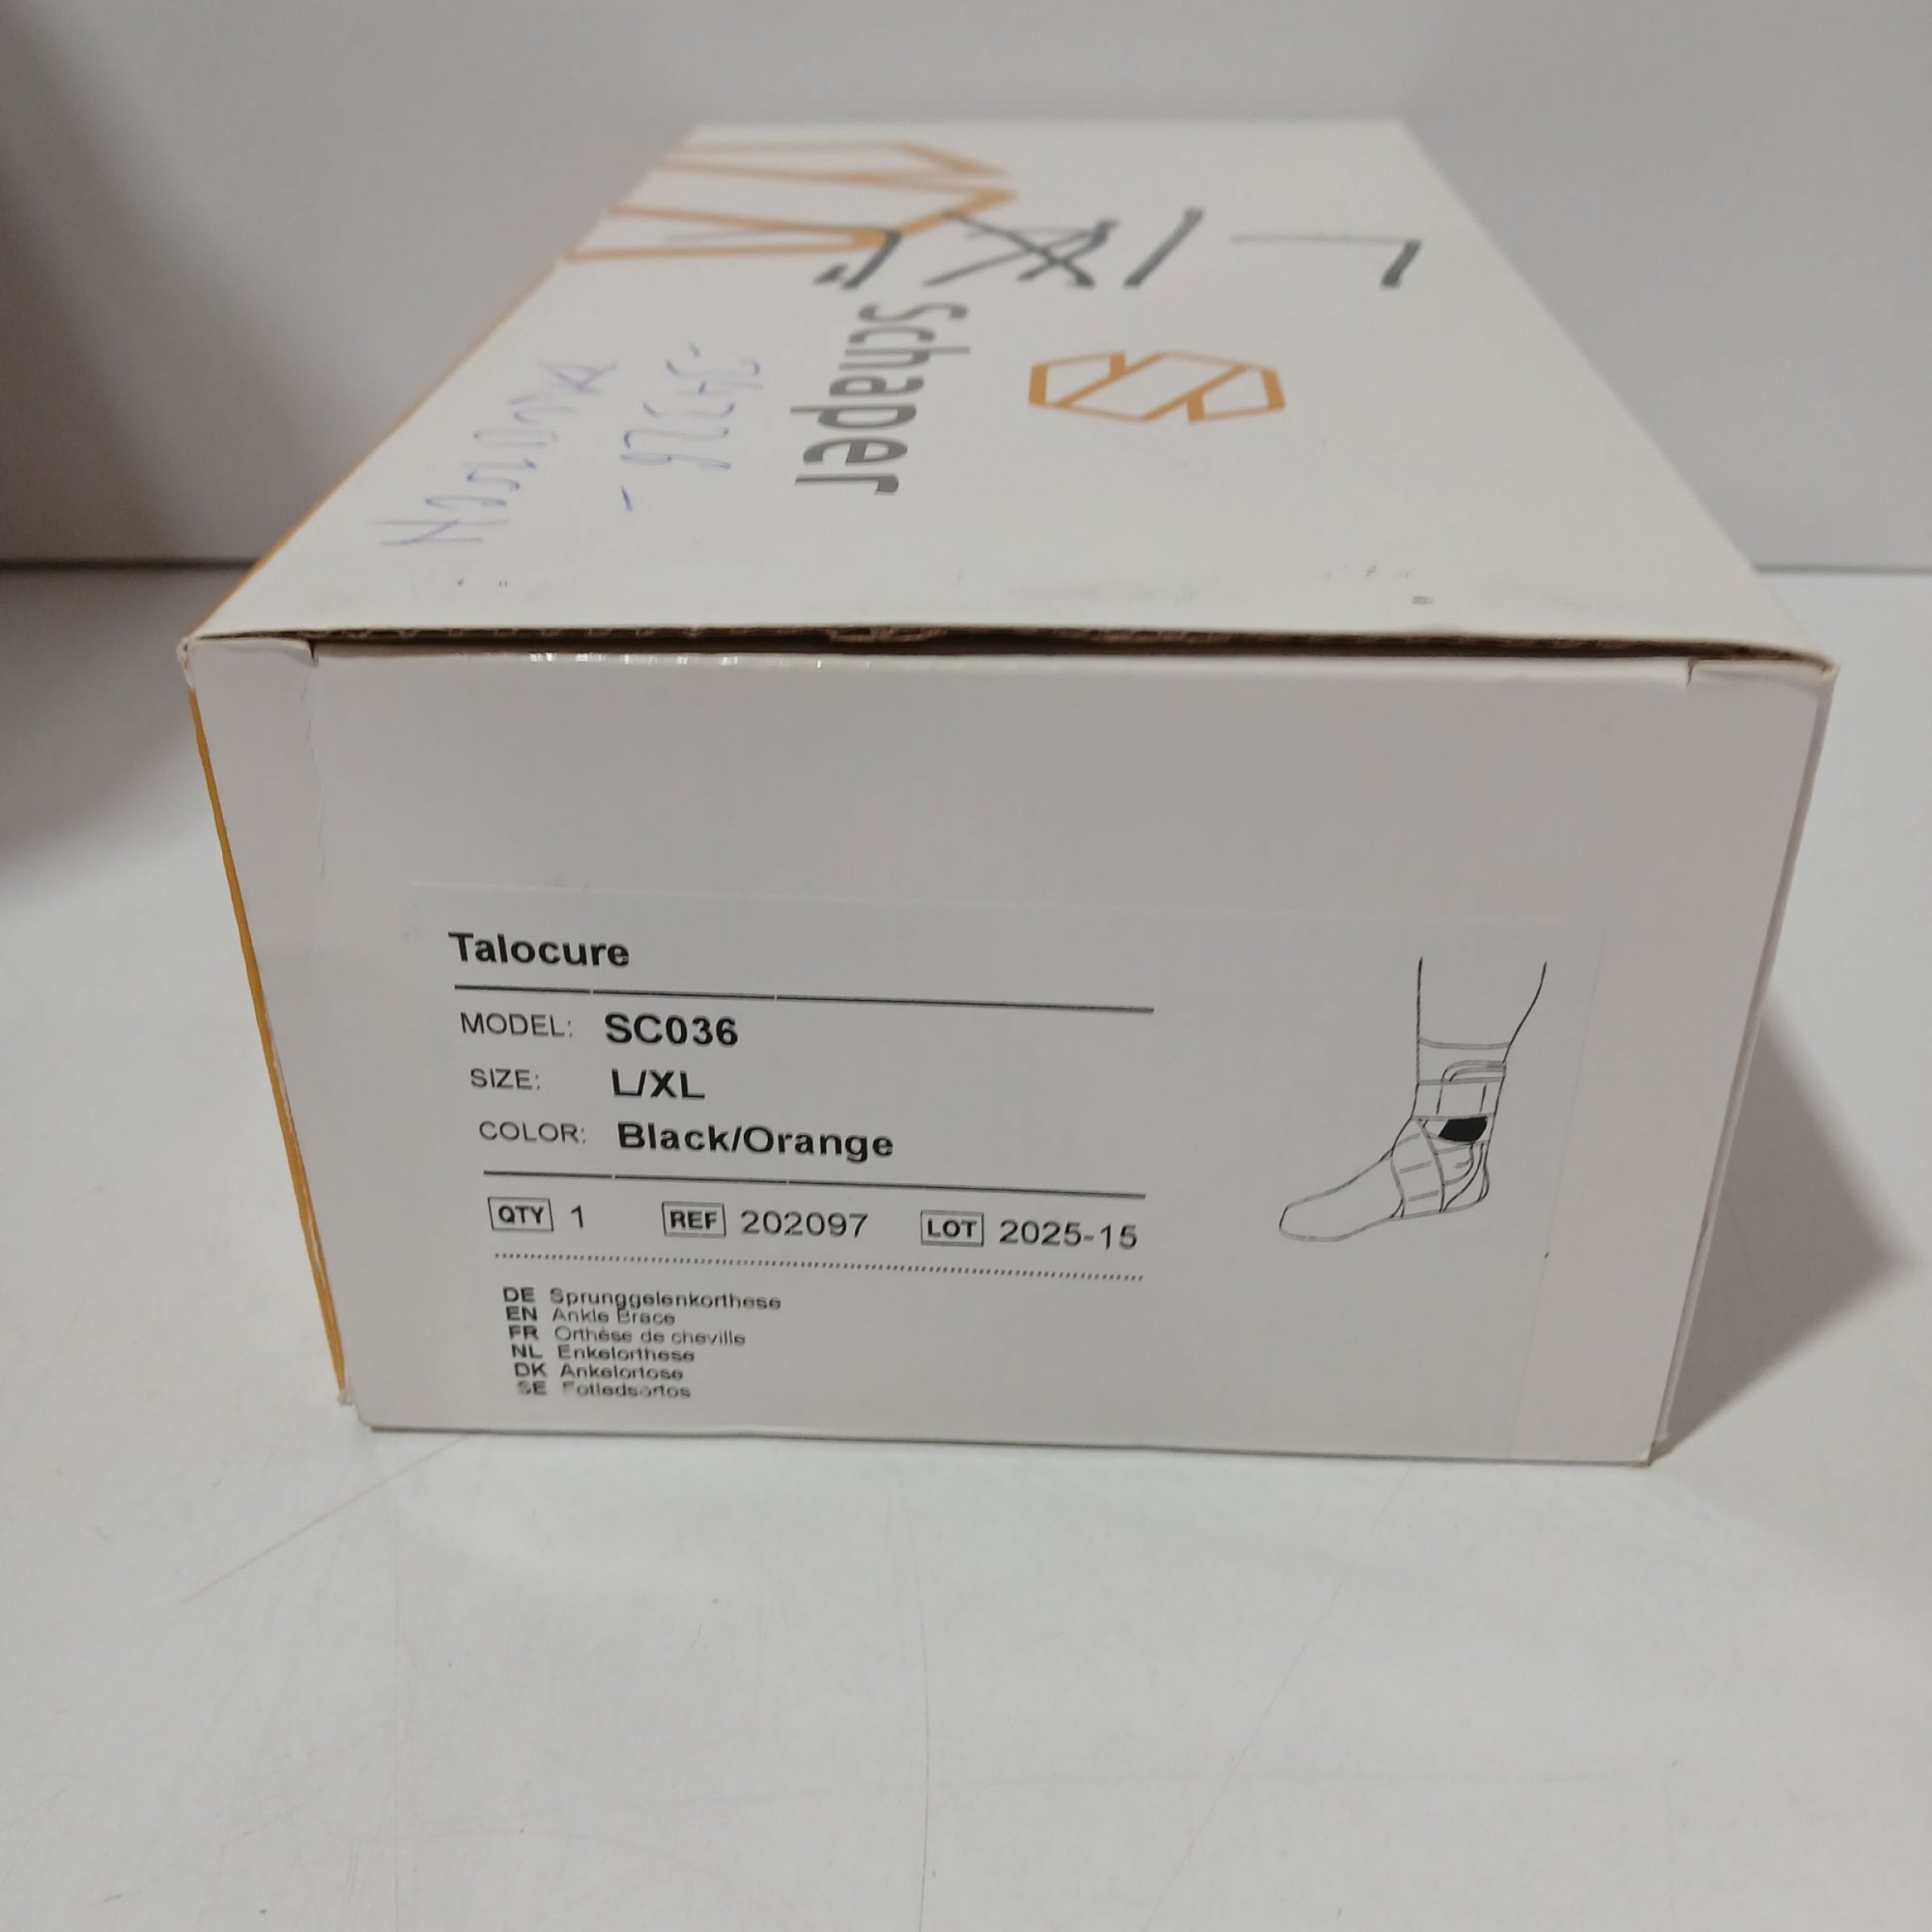 L/XL
schaper
Talocure
MODEL: SC036
SIZE: L/XL
COLOR: Black/Orange
QTY 1 REF 202097 LOT 2025-15
DE Sprunggelenkorthese
EN Ankle Brace
FR Orthèse de cheville
NL Enkelorthese
DK Ankelortose
SE Fotledsortos